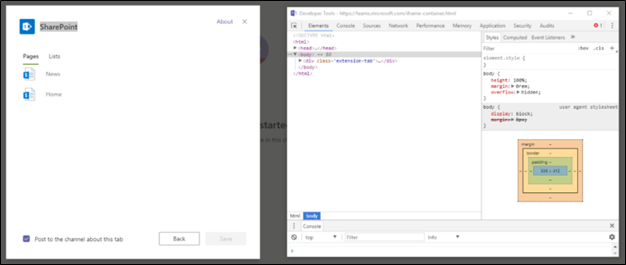 SharePoint
About
Pages Lists
News
Home
Post to the channel about this tab
Back Save
Developer Tools - https://teams.microsoft.com/iframe-container.html
Elements Console Sources Network Performance Memory Application Security Audits
<!DOCTYPE html>
<html>
<head>…</head>
<body> == $0
<div class="extension-tab">…</div>
</body>
</html>
html body
Styles Computed Event Listeners
Filter :hov .cls +
element.style {
}
body {
height: 100%;
margin: 0rem;
overflow: hidden;
}
body { user agent stylesheet
display: block;
margin: 8px;
}
margin
border
padding
Console
top Filter Info